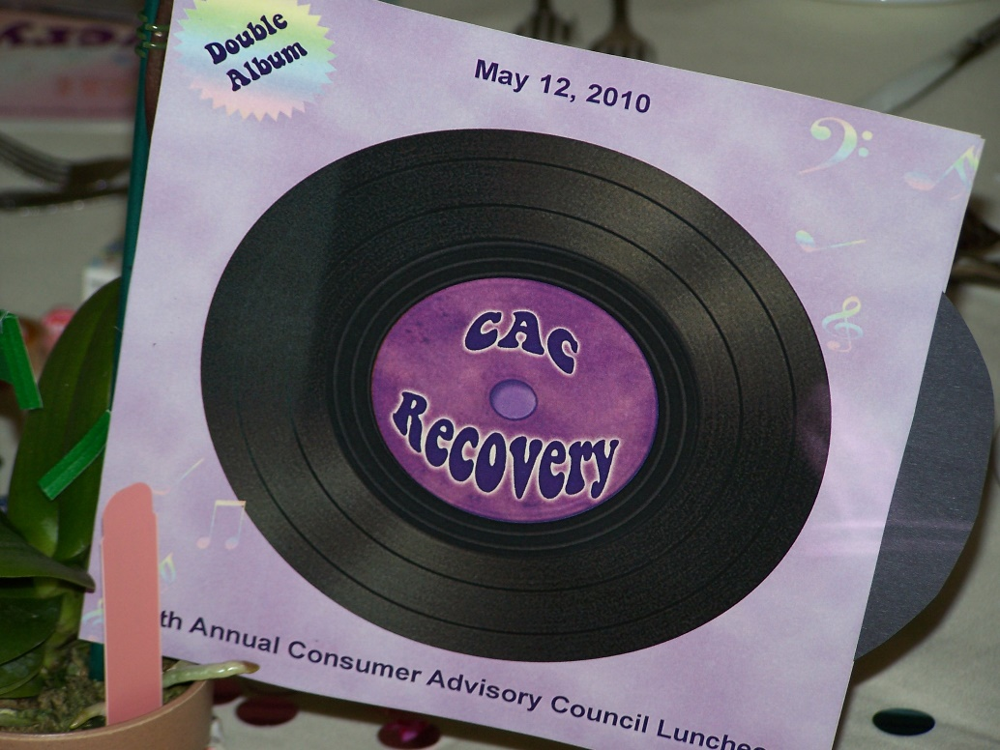 Double
Album
May 12, 2010
CAC
Recovery
th Annual Consumer Advisory Council Lunche